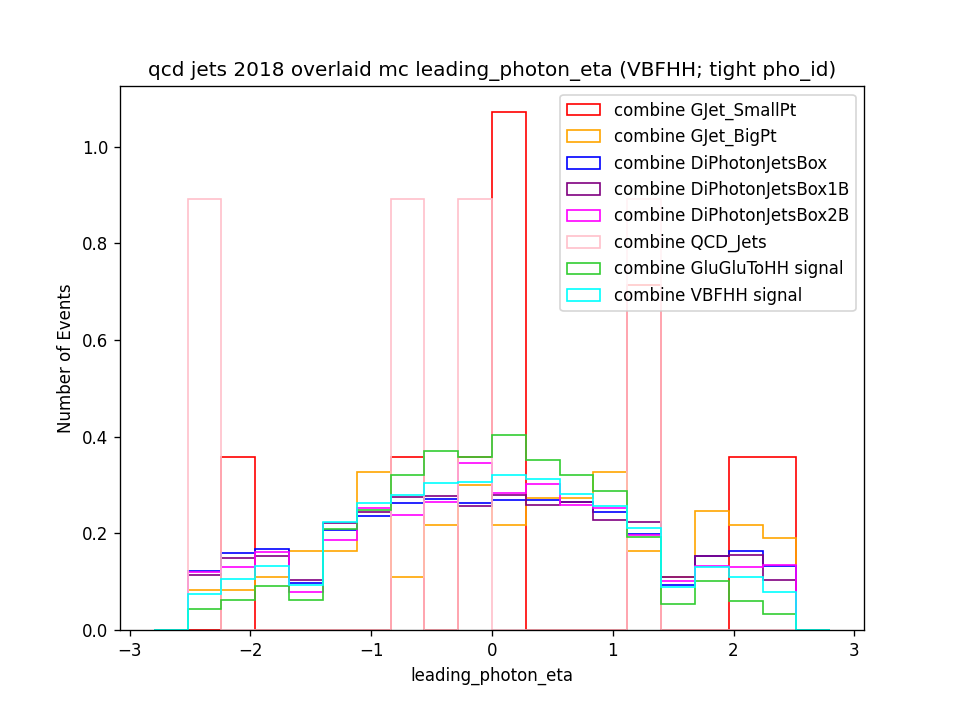 qcd jets 2018 overlaid mc leading_photon_eta (VBFHH; tight pho_id)
combine GJet_SmallPt
combine GJet_BigPt
combine DiPhotonJetsBox
combine DiPhotonJetsBox1B
combine DiPhotonJetsBox2B
combine QCD_Jets
combine GluGluToHH signal
combine VBFHH signal
Number of Events
1.0
0.8
0.6
0.4
0.2
0.0
−3
−2
−1
0
1
2
3
leading_photon_eta